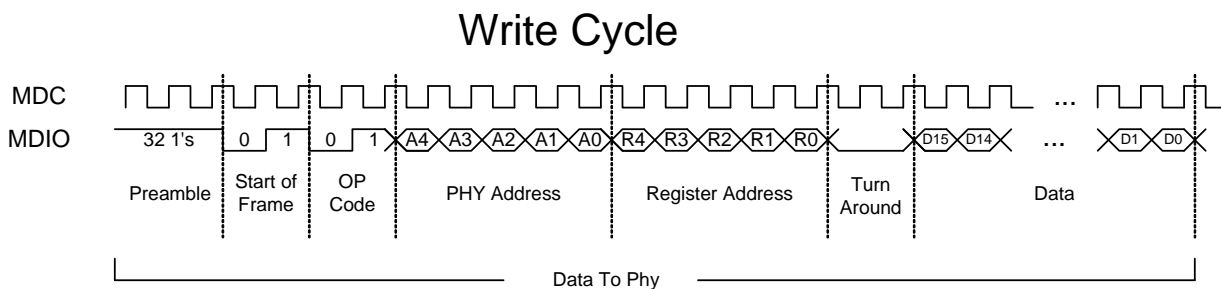 Write Cycle
MDC ...
MDIO 32 1's 0 1 0 1 A4 A3 A2 A1 A0 R4 R3 R2 R1 R0 D15 D14 ... D1 D0
Preamble Start of OP PHY Address Register Address Turn Data
Frame Code Around
Data To Phy